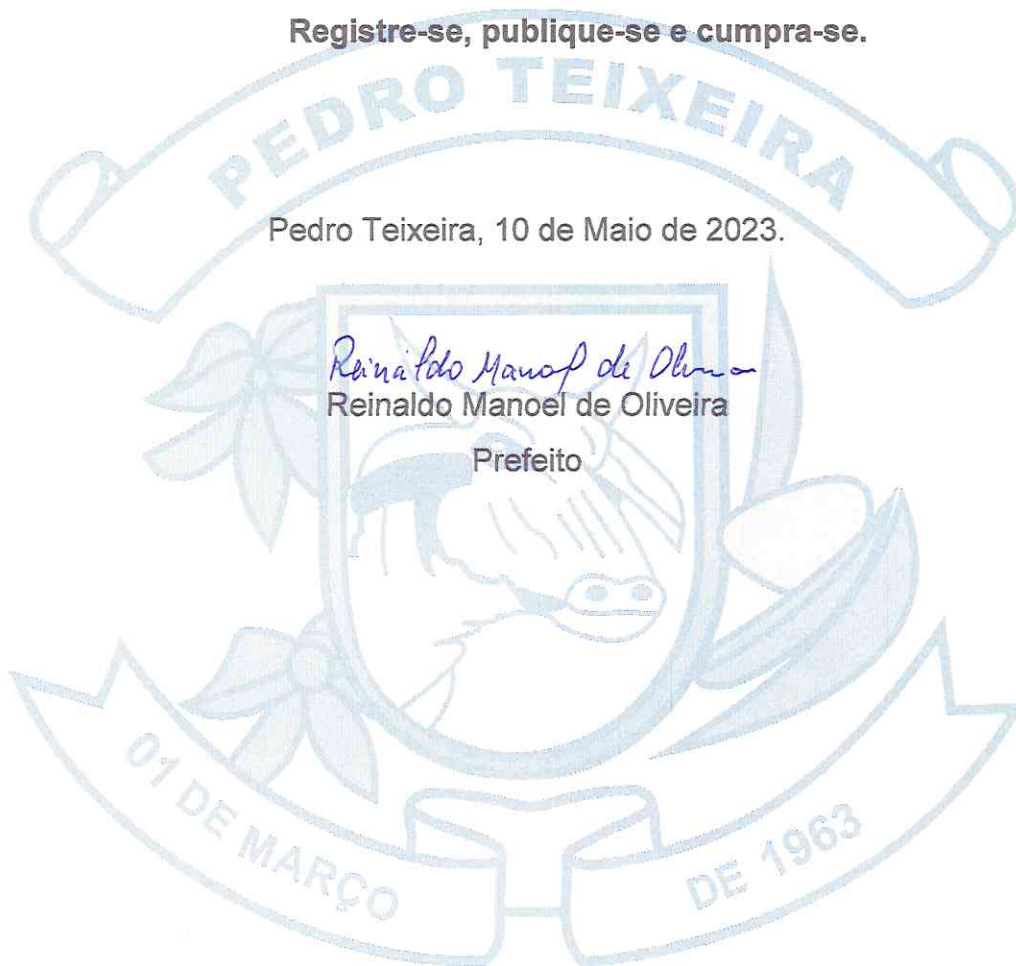 Registre-se, publique-se e cumpra-se.
PEDRO TEIXEIRA
Pedro Teixeira, 10 de Maio de 2023.
Reinaldo Manoel de Oliveira
Reinaldo Manoel de Oliveira
Prefeito
01 DE MARÇO
DE 1963